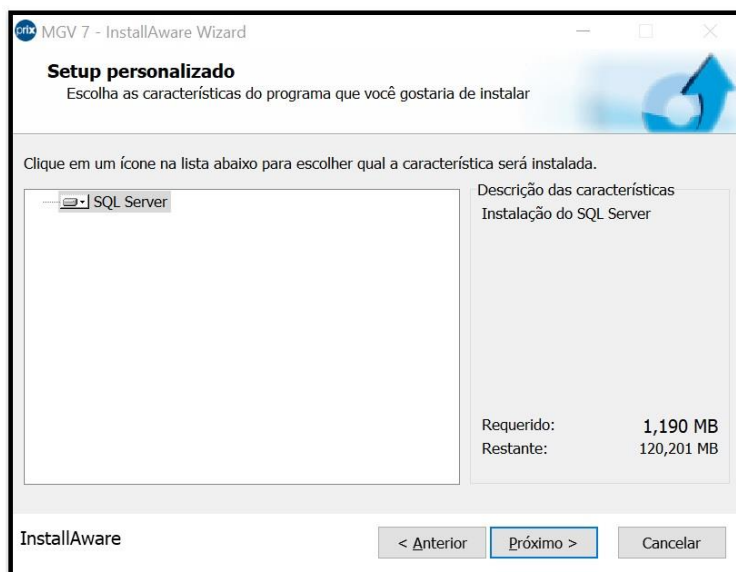 prix MGV 7 - InstallAware Wizard
Setup personalizado
Escolha as características do programa que você gostaria de instalar
Clique em um ícone na lista abaixo para escolher qual a característica será instalada.
SQL Server
Descrição das características
Instalação do SQL Server
Requerido: 1,190 MB
Restante: 120,201 MB
InstallAware
< Anterior
Próximo >
Cancelar